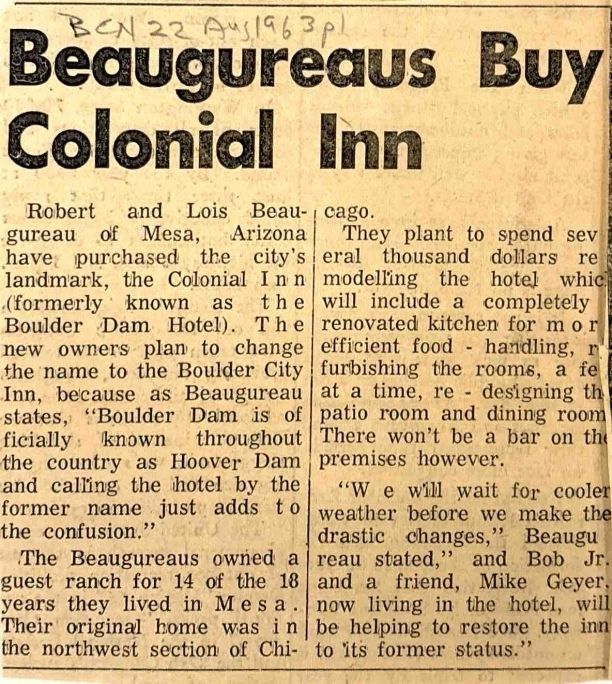 BCN 22 Aug 1963 p1
Beaugureaus Buy
Colonial Inn
Robert and Lois Beau-
gureau of Mesa, Arizona
have purchased the city's
landmark, the Colonial Inn
(formerly known as the
Boulder Dam Hotel). The
new owners plan to change
the name to the Boulder City
Inn, because as Beaugureau
states, "Boulder Dam is of
ficially known throughout
the country as Hoover Dam
and calling the hotel by the
former name just adds to
the confusion."
The Beaugureaus owned a
guest ranch for 14 of the 18
years they lived in Mesa.
Their original home was in
the northwest section of Chi-
cago.
They plant to spend sev
eral thousand dollars re
modelling the hotel whic
will include a completely
renovated kitchen for mor
efficient food - handling, r
furbishing the rooms, a fe
at a time, re - designing th
patio room and dining room
There won't be a bar on the
premises however.
"We will wait for cooler
weather before we make the
drastic changes," Beaugu
reau stated," and Bob Jr.
and a friend, Mike Geyer,
now living in the hotel, will
be helping to restore the inn
to its former status."